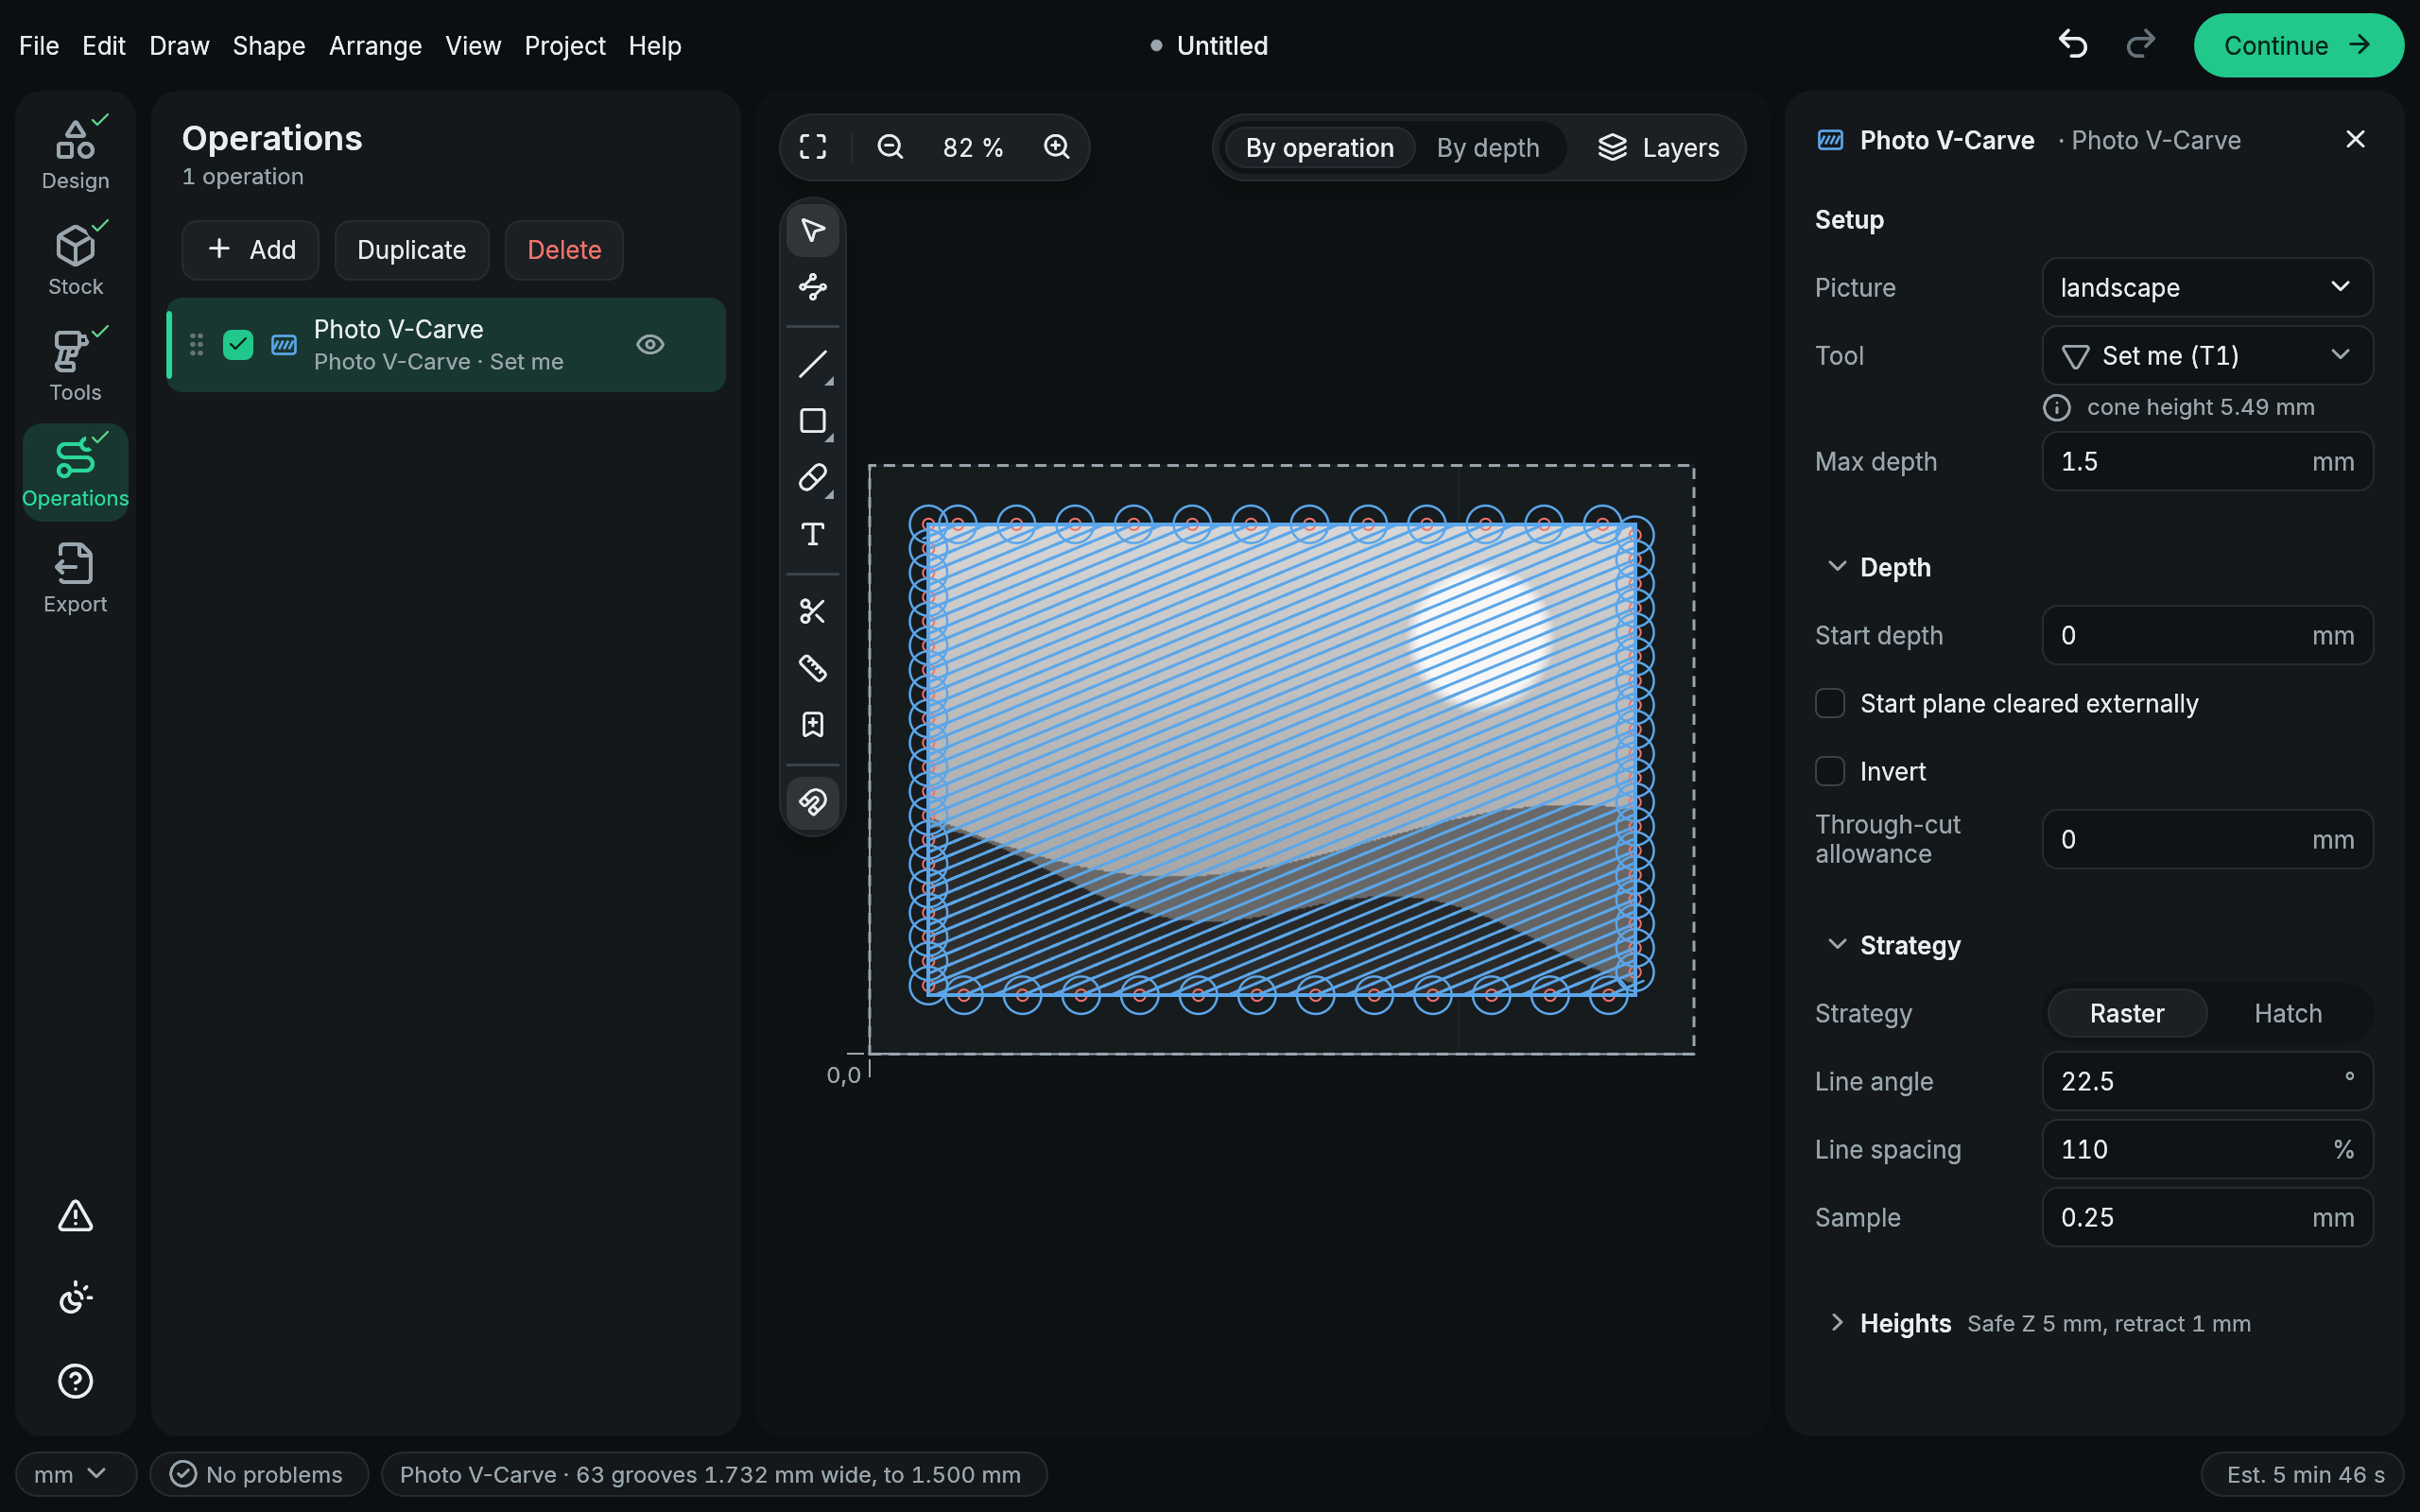 File Edit Draw Shape Arrange View Project Help
Untitled
Continue
Design
Stock
Tools
Operations
Export
Operations
1 operation
Add
Duplicate
Delete
Photo V-Carve
Photo V-Carve · Set me
82 %
By operation
By depth
Layers
0,0
Photo V-Carve · Photo V-Carve
Setup
Picture landscape
Tool Set me (T1)
cone height 5.49 mm
Max depth 1.5 mm
Depth
Start depth 0 mm
Start plane cleared externally
Invert
Through-cut
allowance
0 mm
Strategy
Strategy Raster Hatch
Line angle 22.5 °
Line spacing 110 %
Sample 0.25 mm
Heights Safe Z 5 mm, retract 1 mm
mm
No problems
Photo V-Carve · 63 grooves 1.732 mm wide, to 1.500 mm
Est. 5 min 46 s